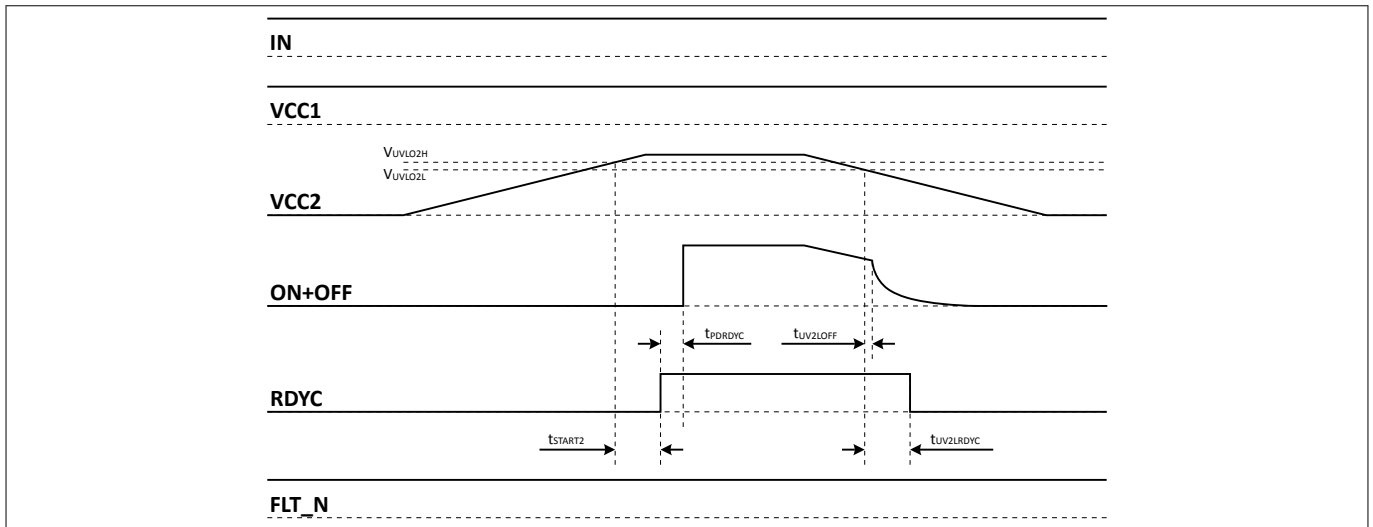 IN
VCC1
VUVLO2H
VUVLO2L
VCC2
ON+OFF
tPDRDYC
tUV2LOFF
RDYC
tSTART2
tUV2LRDYC
FLT_N